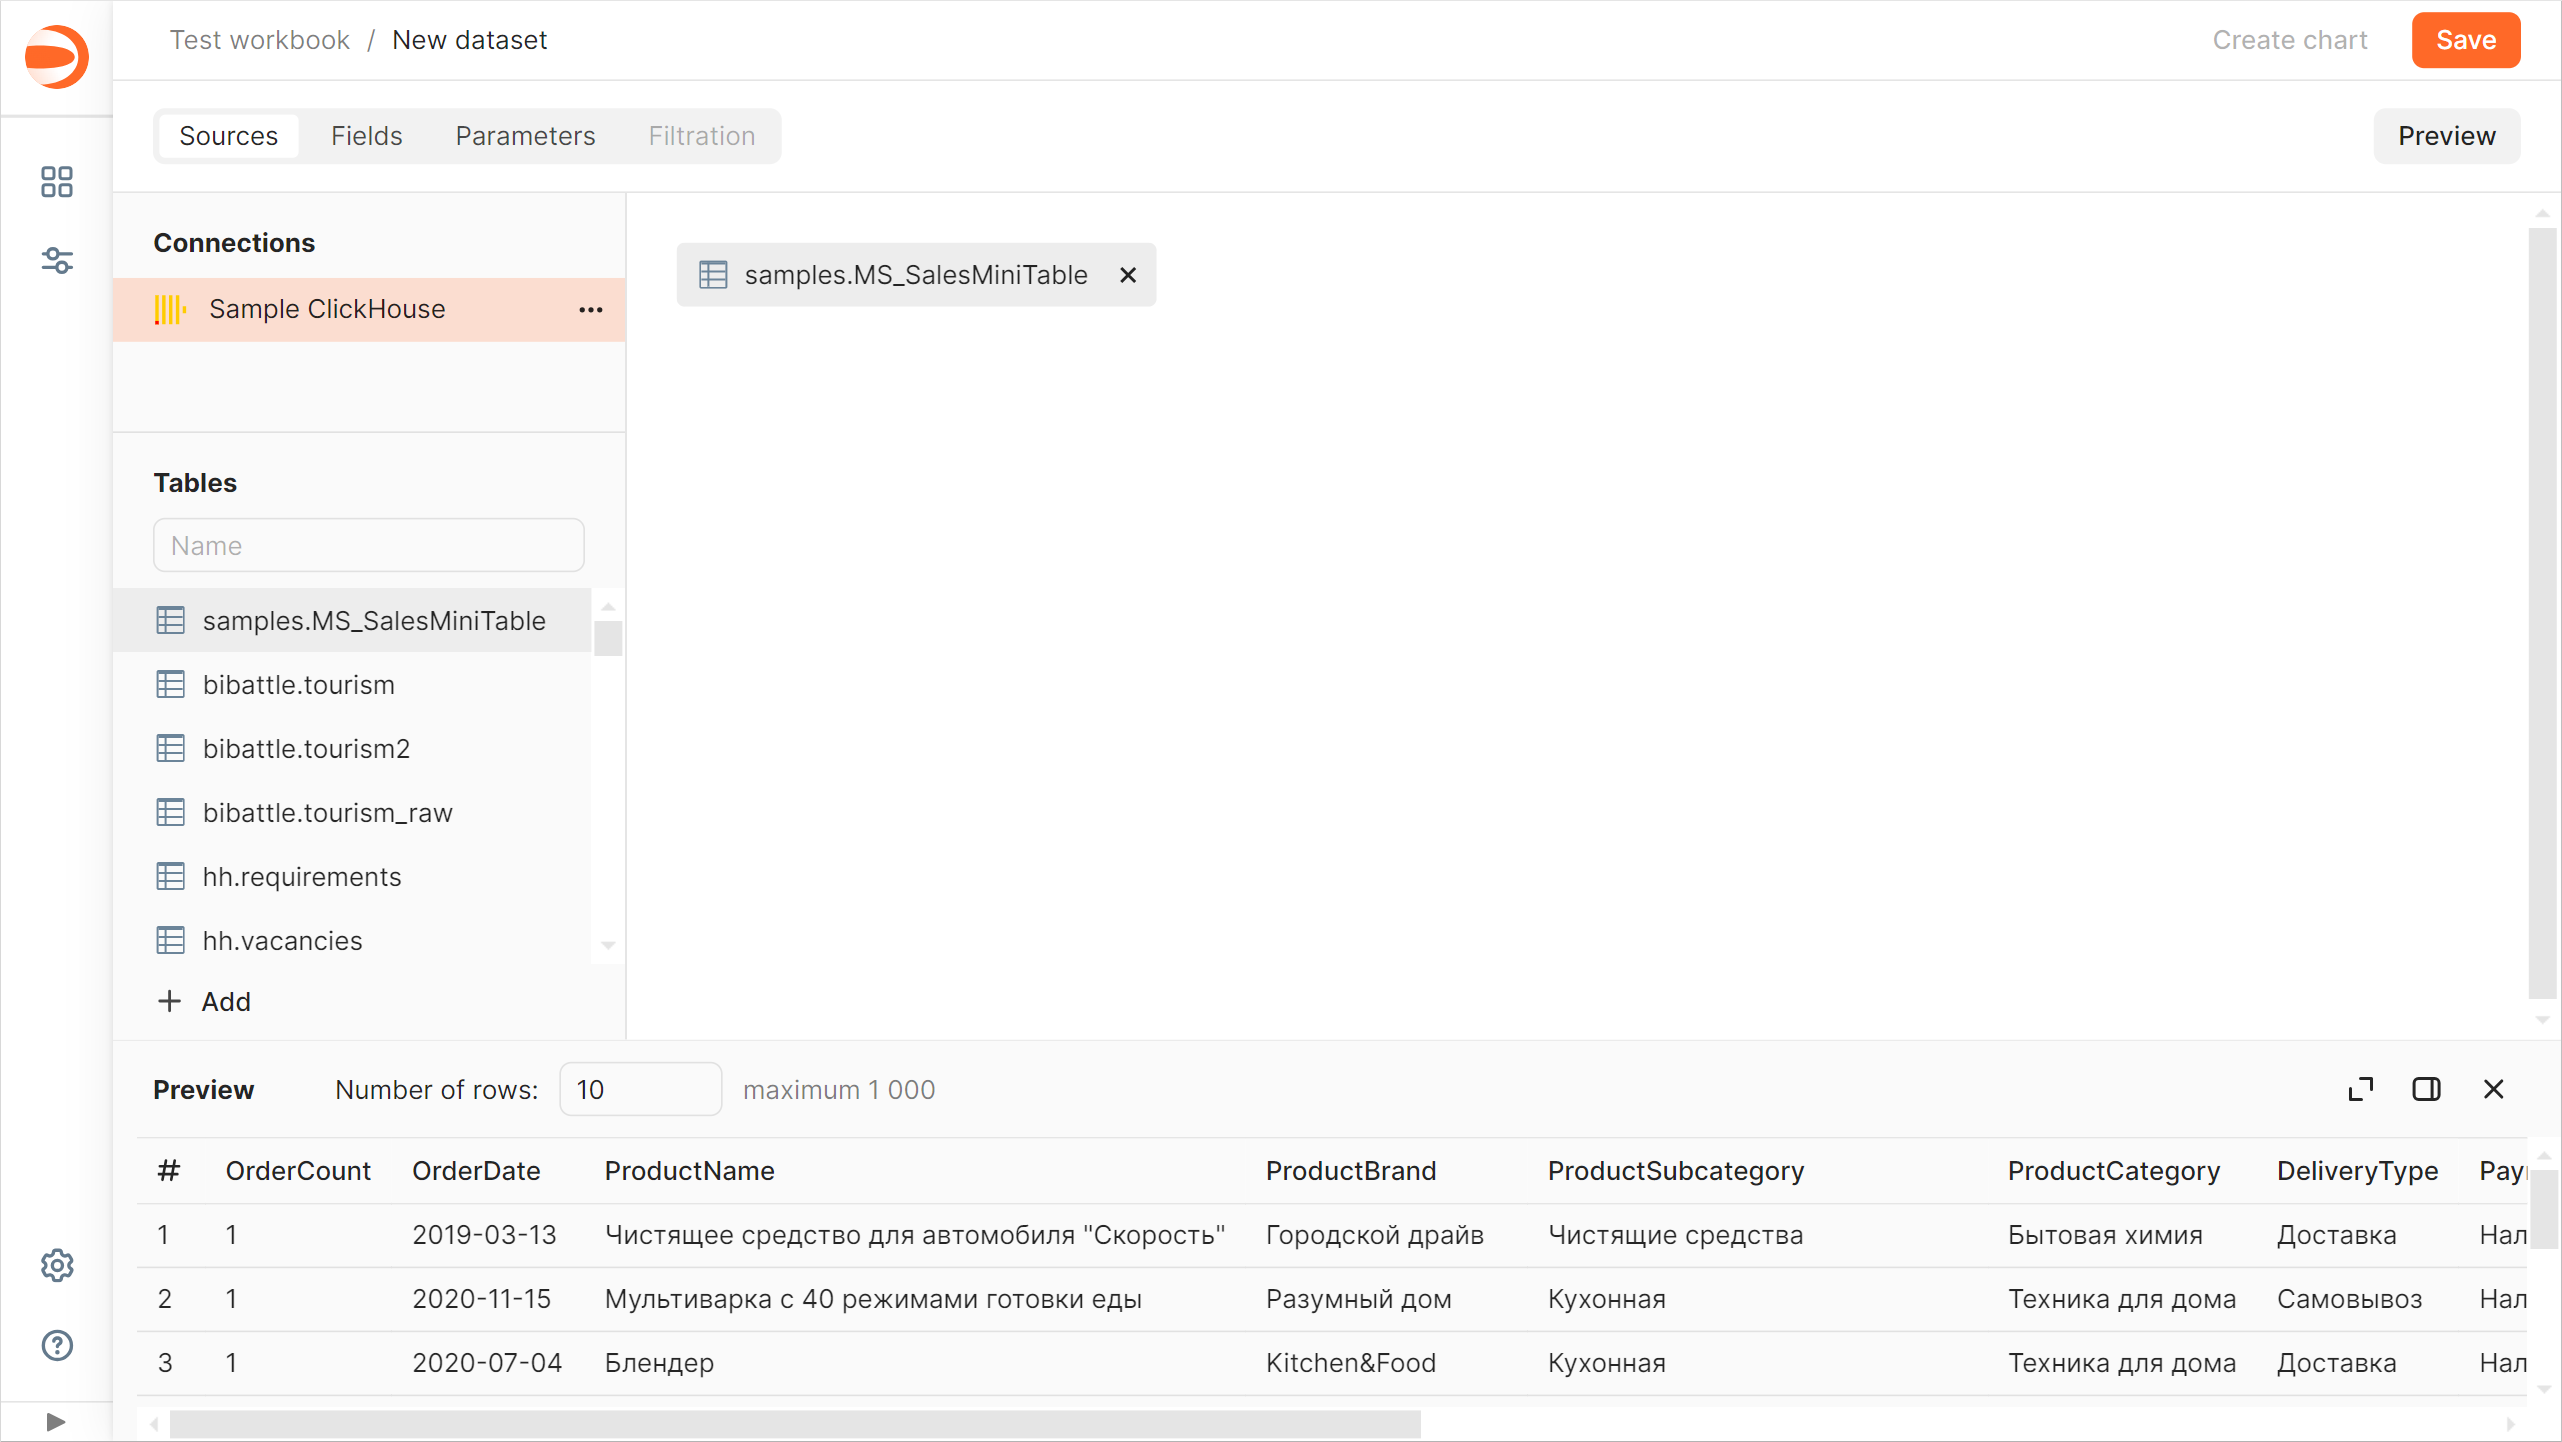 Test workbook / New dataset
Create chart
Save
Sources
Fields
Parameters
Filtration
Preview
Connections
Sample ClickHouse
samples.MS_SalesMiniTable
Tables
Name
samples.MS_SalesMiniTable
bibattle.tourism
bibattle.tourism2
bibattle.tourism_raw
hh.requirements
hh.vacancies
Add
Preview Number of rows: 10 maximum 1 000
# OrderCount OrderDate ProductName ProductBrand ProductSubcategory ProductCategory DeliveryType
1 1 2019-03-13 Чистящее средство для автомобиля "Скорость" Городской драйв Чистящие средства Бытовая химия Доставка Нал
2 1 2020-11-15 Мультиварка с 40 режимами готовки еды Разумный дом Кухонная Техника для дома Самовывоз Нал
3 1 2020-07-04 Блендер Kitchen&Food Кухонная Техника для дома Доставка Нал